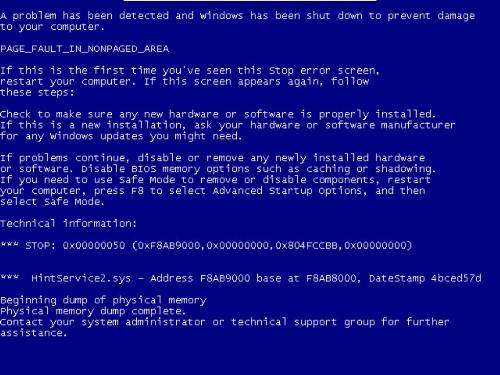 A problem has been detected and windows has been shut down to prevent damage
to your computer.
PAGE_FAULT_IN_NONPAGED_AREA
If this is the first time you've seen this Stop error screen,
restart your computer. If this screen appears again, follow
these steps:
Check to make sure any new hardware or software is properly installed.
If this is a new installation, ask your hardware or software manufacturer
for any windows updates you might need.
If problems continue, disable or remove any newly installed hardware
or software. Disable BIOS memory options such as caching or shadowing.
If you need to use Safe Mode to remove or disable components, restart
your computer, press F8 to select Advanced Startup Options, and then
select Safe Mode.
Technical information:
*** STOP: 0x00000050 (0xF8AB9000,0x00000000,0x804FCCBB,0x00000000)
***  HintService2.sys - Address F8AB9000 base at F8AB8000, DateStamp 4bced57d
Beginning dump of physical memory
Physical memory dump complete.
Contact your system administrator or technical support group for further
assistance.